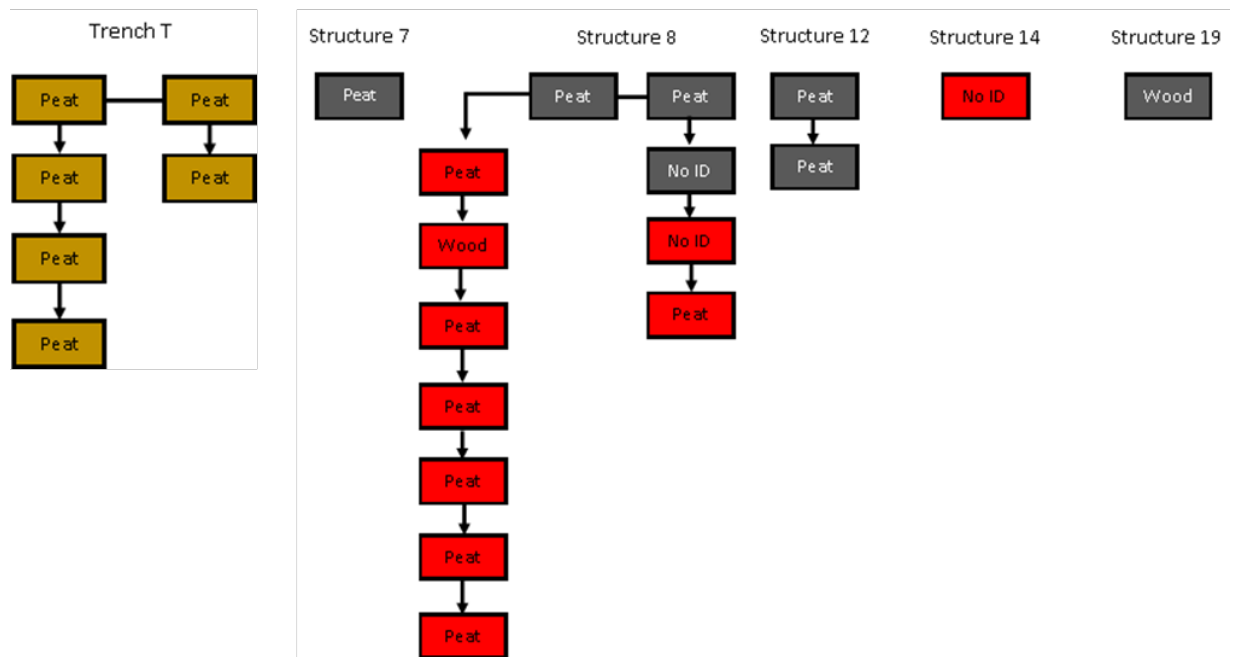 Trench T
Peat
Peat
Peat
Peat
Peat
Peat
Structure 7
Structure 8
Structure 12
Structure 14
Structure 19
Peat
Peat
Peat
Peat
No ID
Wood
Peat
No ID
Peat
Wood
No ID
Peat
Peat
Peat
Peat
Peat
Peat